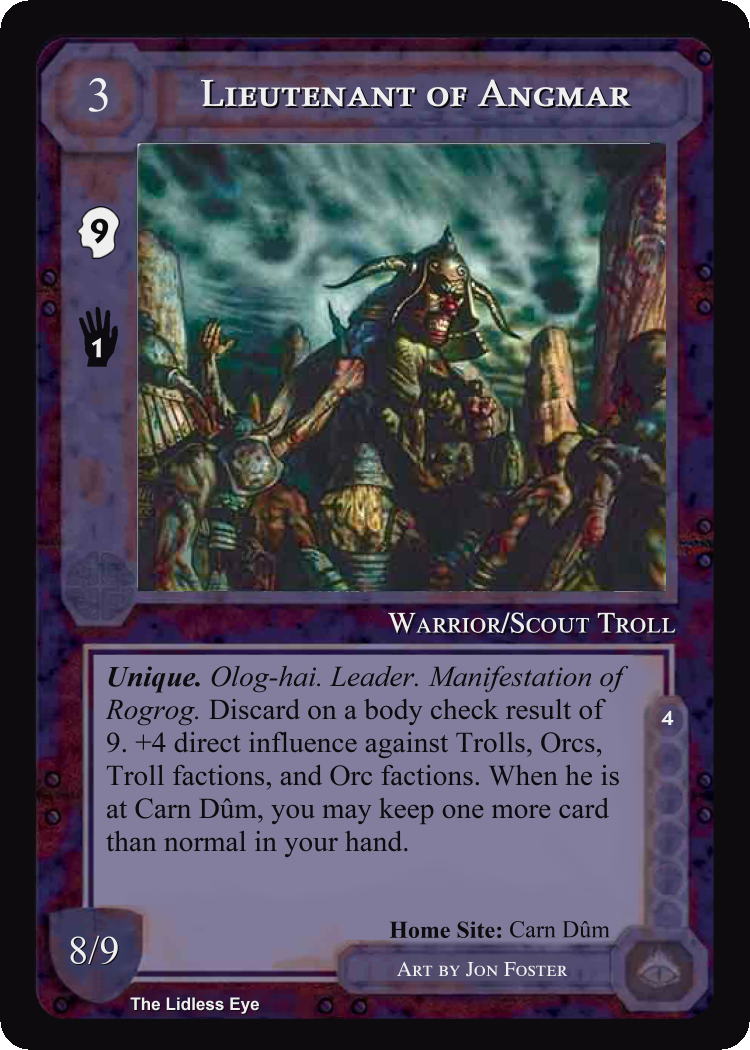 3
Lieutenant of Angmar
9
1
Warrior/Scout Troll
Unique. Olog-hai. Leader. Manifestation of
Rogrog. Discard on a body check result of
9. +4 direct influence against Trolls, Orcs,
Troll factions, and Orc factions. When he is
at Carn Dûm, you may keep one more card
than normal in your hand.
4
Home Site: Carn Dûm
8/9
Art by Jon Foster
The Lidless Eye